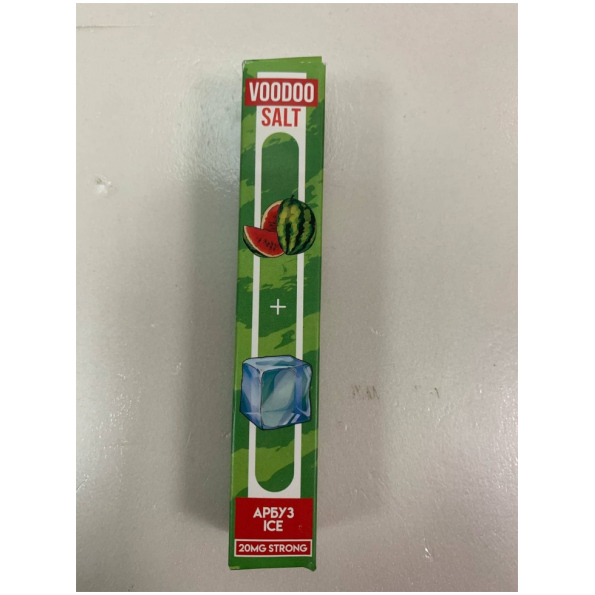 VOODOO
SALT
+
АРБУЗ
ICE
20MG STRONG